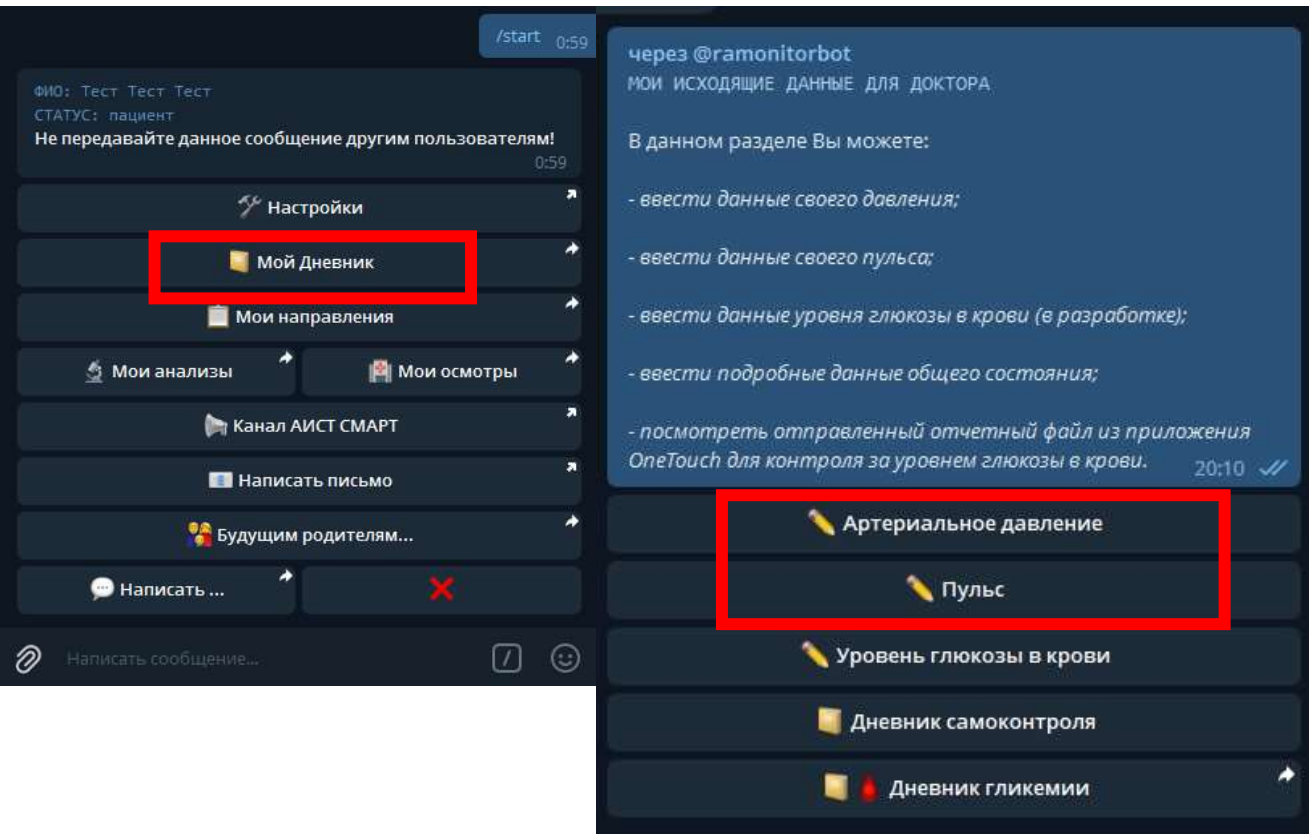 /start 0:59
ФИО: Тест Тест Тест
СТАТУС: пациент
Не передавайте данное сообщение другим пользователям!
0:59
Настройки
Мой Дневник
Мои направления
Мои анализы
Мои осмотры
Канал АИСТ СМАРТ
Написать письмо
Будущим родителям...
Написать ...
Написать сообщение...
через @ramonitorbot
МОИ ИСХОДЯЩИЕ ДАННЫЕ ДЛЯ ДОКТОРА
В данном разделе Вы можете:
- ввести данные своего давления;
- ввести данные своего пульса;
- ввести данные уровня глюкозы в крови (в разработке);
- ввести подробные данные общего состояния;
- посмотреть отправленный отчетный файл из приложения
OneTouch для контроля за уровнем глюкозы в крови.
20:10
Артериальное давление
Пульс
Уровень глюкозы в крови
Дневник самоконтроля
Дневник гликемии